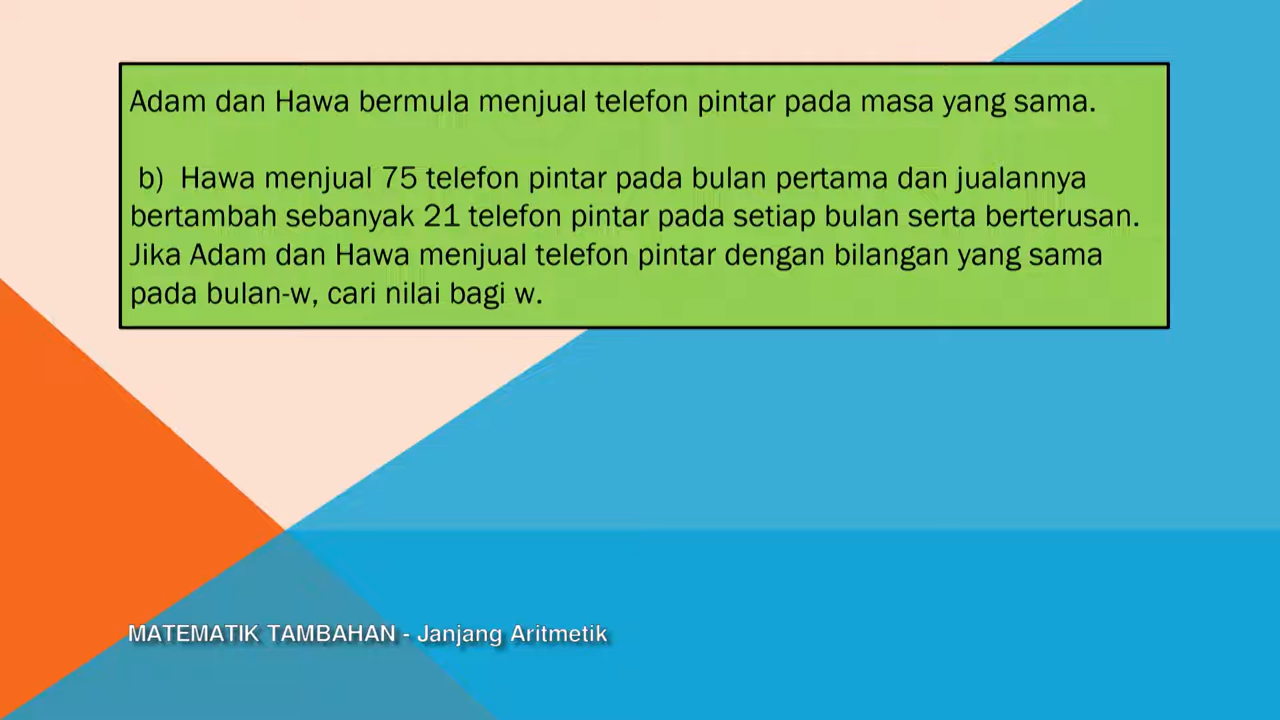 Adam dan Hawa bermula menjual telefon pintar pada masa yang sama.
b) Hawa menjual 75 telefon pintar pada bulan pertama dan jualannya
bertambah sebanyak 21 telefon pintar pada setiap bulan serta berterusan.
Jika Adam dan Hawa menjual telefon pintar dengan bilangan yang sama
pada bulan-w, cari nilai bagi w.
MATEMATIK TAMBAHAN - Janjang Aritmetik